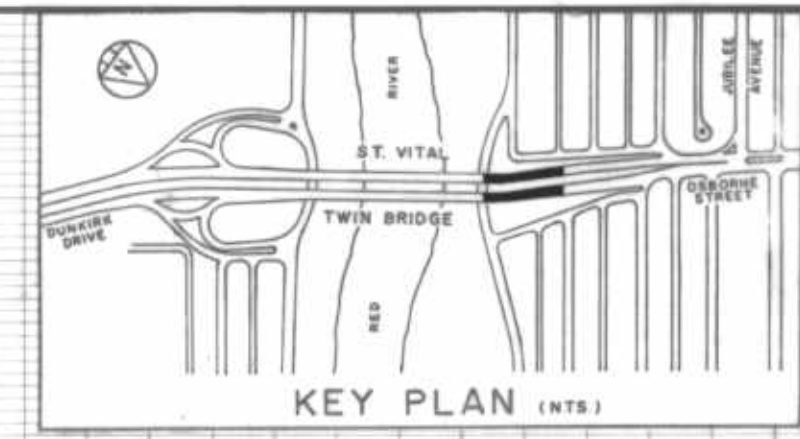 N
RIVER
JUBILEE
AVENUE
ST. VITAL
OSBORNE
STREET
DUNKIRK
DRIVE
TWIN BRIDGE
RED
KEY PLAN (NTS.)